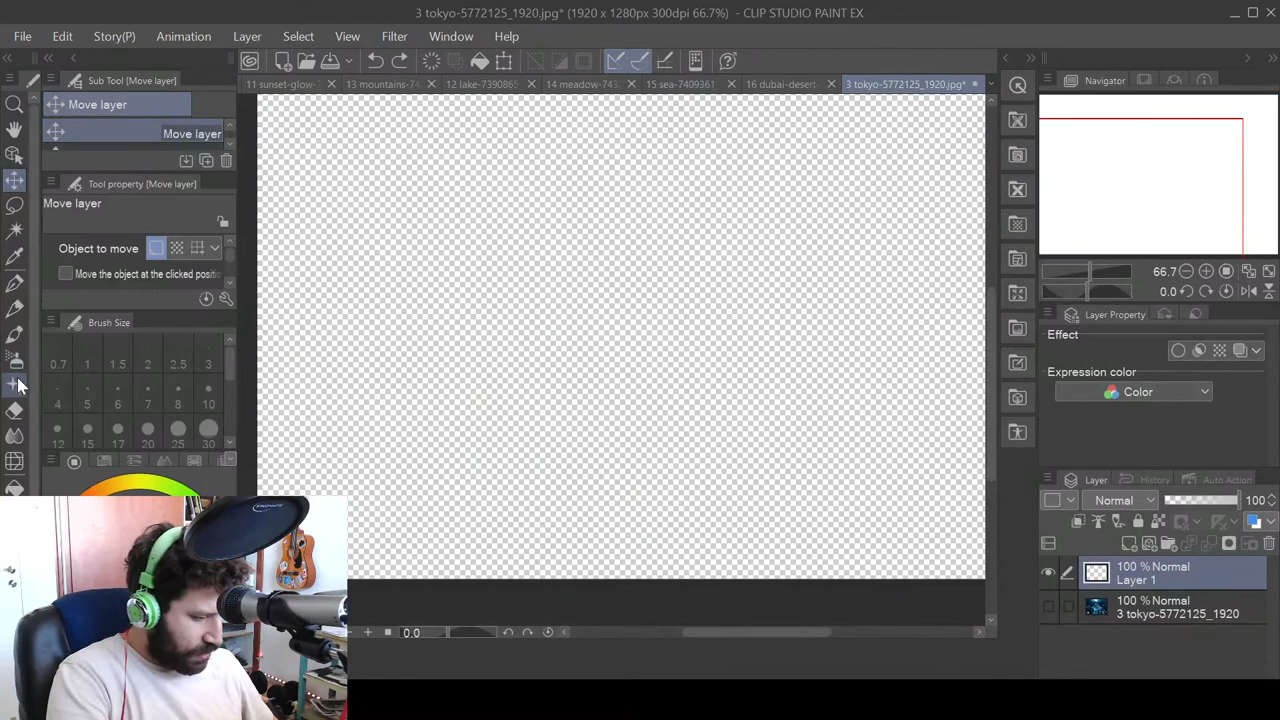 3 tokyo-5772125_1920.jpg* (1920 x 1280px 300dpi 66.7%) - CLIP STUDIO PAINT EX
File Edit Story(P) Animation Layer Select View Filter Window Help
11 sunset-glow- 13 mountains-74 12 lake-7390865 14 meadow-743 15 sea-7409361 16 dubai-desert 3 tokyo-5772125_1920.jpg*
Sub Tool [Move layer]
Move layer
Move layer
Tool property [Move layer]
Move layer
Object to move
Move the object at the clicked positio
Brush Size
0.7 1 1.5 2 2.5 3
4 5 6 7 8 10
12 15 17 20 25 30
0.0
Navigator
66.7
0.0
Layer Property
Effect
Expression color
Color
Layer History Auto Action
Normal 100
100 % Normal
Layer 1
100 % Normal
3 tokyo-5772125_1920